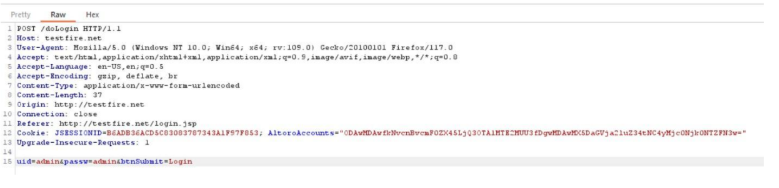 Pretty Raw Hex
1 POST /doLogin HTTP/1.1
2 Host: testfire.net
3 User-Agent: Mozilla/5.0 (Windows NT 10.0; Win64; x64; rv:109.0) Gecko/20100101 Firefox/117.0
4 Accept: text/html,application/xhtml+xml,application/xml;q=0.9,image/avif,image/webp,*/*;q=0.8
5 Accept-Language: en-US,en;q=0.5
6 Accept-Encoding: gzip, deflate, br
7 Content-Type: application/x-www-form-urlencoded
8 Content-Length: 37
9 Origin: http://testfire.net
10 Connection: close
11 Referer: http://testfire.net/login.jsp
12 Cookie: JSESSIONID= AltoroAccounts=
13 Upgrade-Insecure-Requests: 1
14
15 uid=admin&passw=admin&btnSubmit=Login